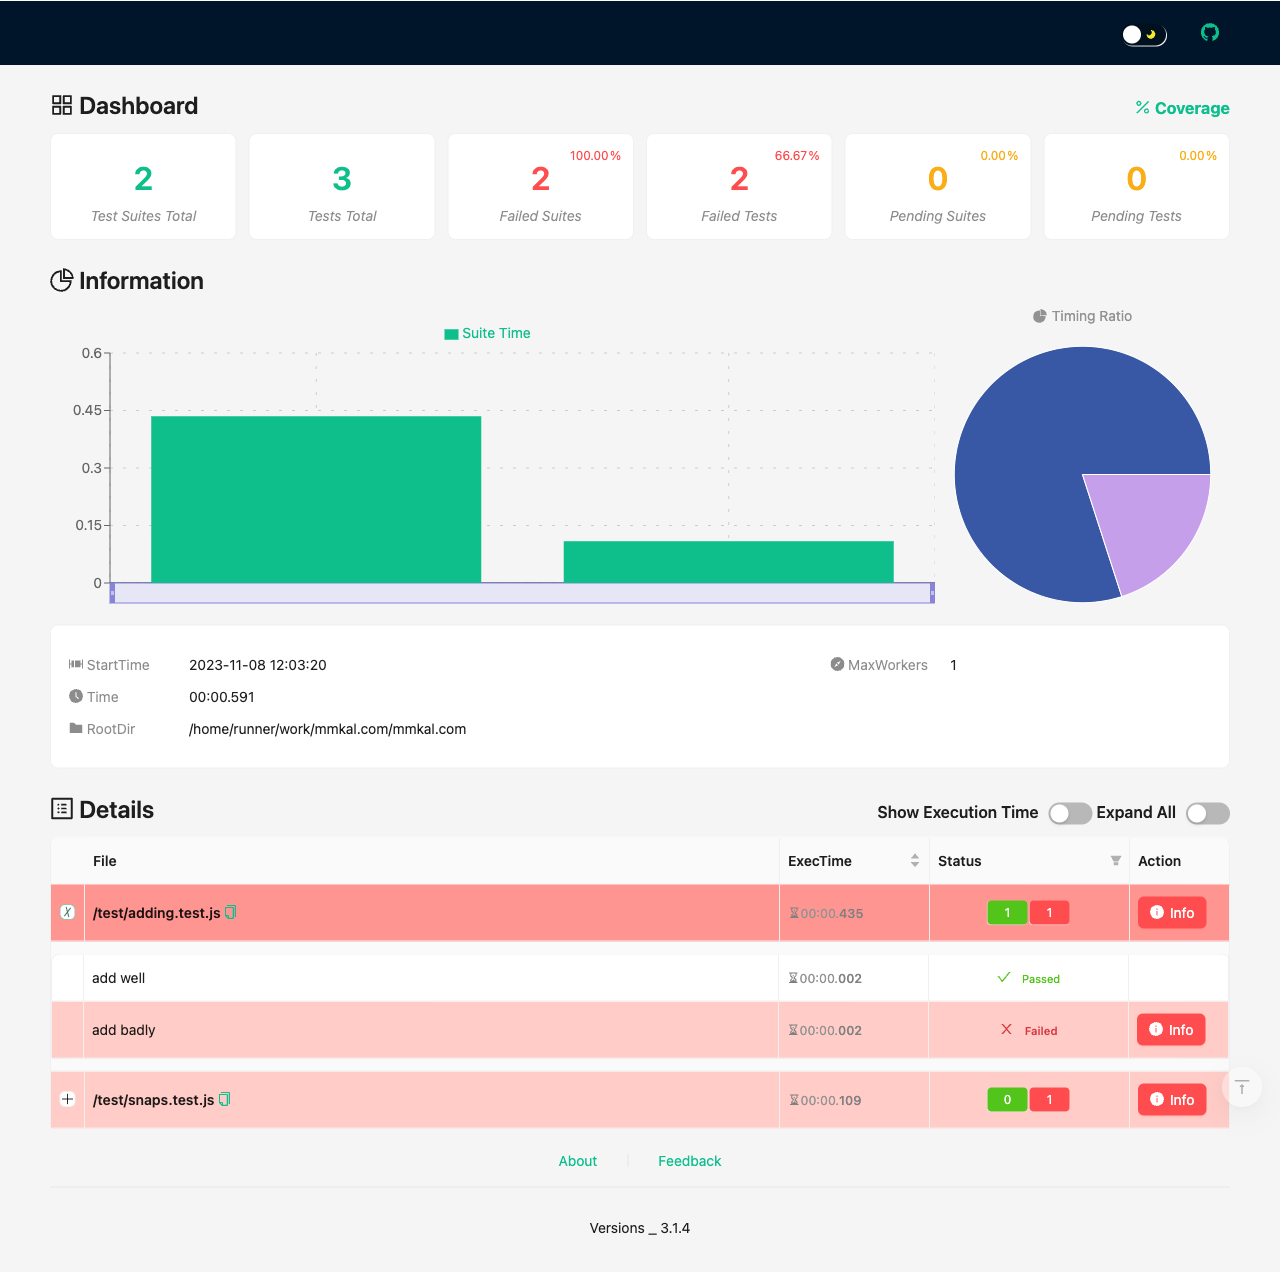 Dashboard
% Coverage
2
Test Suites Total
3
Tests Total
100.00%
2
Failed Suites
66.67%
2
Failed Tests
0.00%
0
Pending Suites
0.00%
0
Pending Tests
Information
Suite Time
0.6
0.45
0.3
0.15
0
Timing Ratio
StartTime 2023-11-08 12:03:20
MaxWorkers 1
Time 00:00.591
RootDir /home/runner/work/mmkal.com/mmkal.com
Details
Show Execution Time Expand All
File ExecTime Status Action
/test/adding.test.js 00:00.435 1 1 Info
add well 00:00.002 Passed
add badly 00:00.002 Failed Info
/test/snaps.test.js 00:00.109 0 1 Info
About Feedback
Versions _ 3.1.4